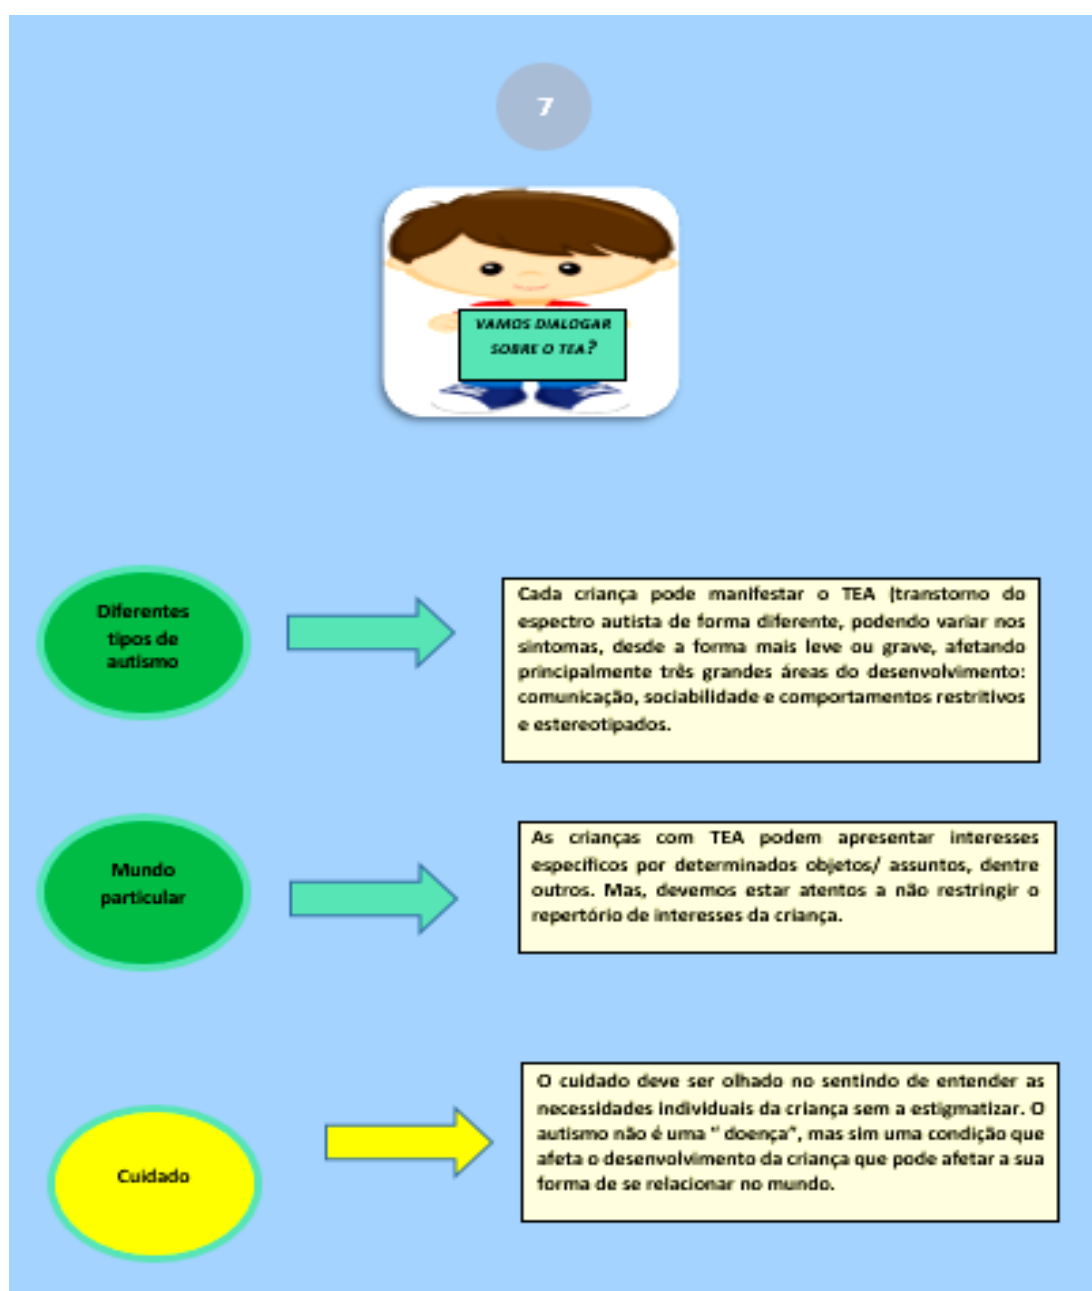 7
VAMOS DIALOGAR
SOBRE O TEA?
Diferentes
tipos de
autismo
Cada criança pode manifestar o TEA (transtorno do
espectro autista de forma diferente, podendo variar nos
sintomas, desde a forma mais leve ou grave, afetando
principalmente três grandes áreas do desenvolvimento:
comunicação, sociabilidade e comportamentos restritivos
e estereotipados.
Mundo
particular
As crianças com TEA podem apresentar interesses
específicos por determinados objetos/ assuntos, dentre
outros. Mas, devemos estar atentos a não restringir o
repertório de interesses da criança.
Cuidado
O cuidado deve ser olhado no sentindo de entender as
necessidades individuais da criança sem a estigmatizar. O
autismo não é uma " doença", mas sim uma condição que
afeta o desenvolvimento da criança que pode afetar a sua
forma de se relacionar no mundo.